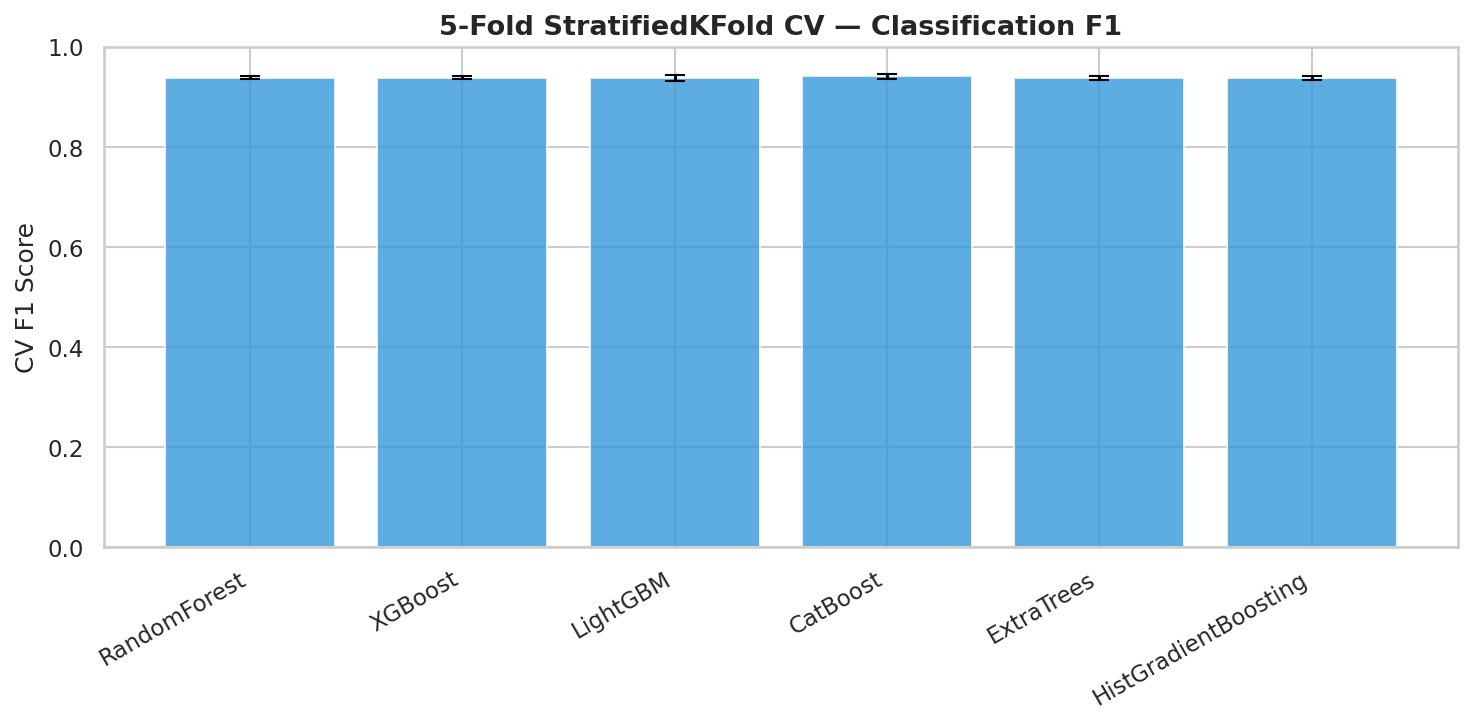 5-Fold StratifiedKFold CV — Classification F1
CV F1 Score
1.0
0.8
0.6
0.4
0.2
0.0
RandomForest
XGBoost
LightGBM
CatBoost
ExtraTrees
HistGradientBoosting